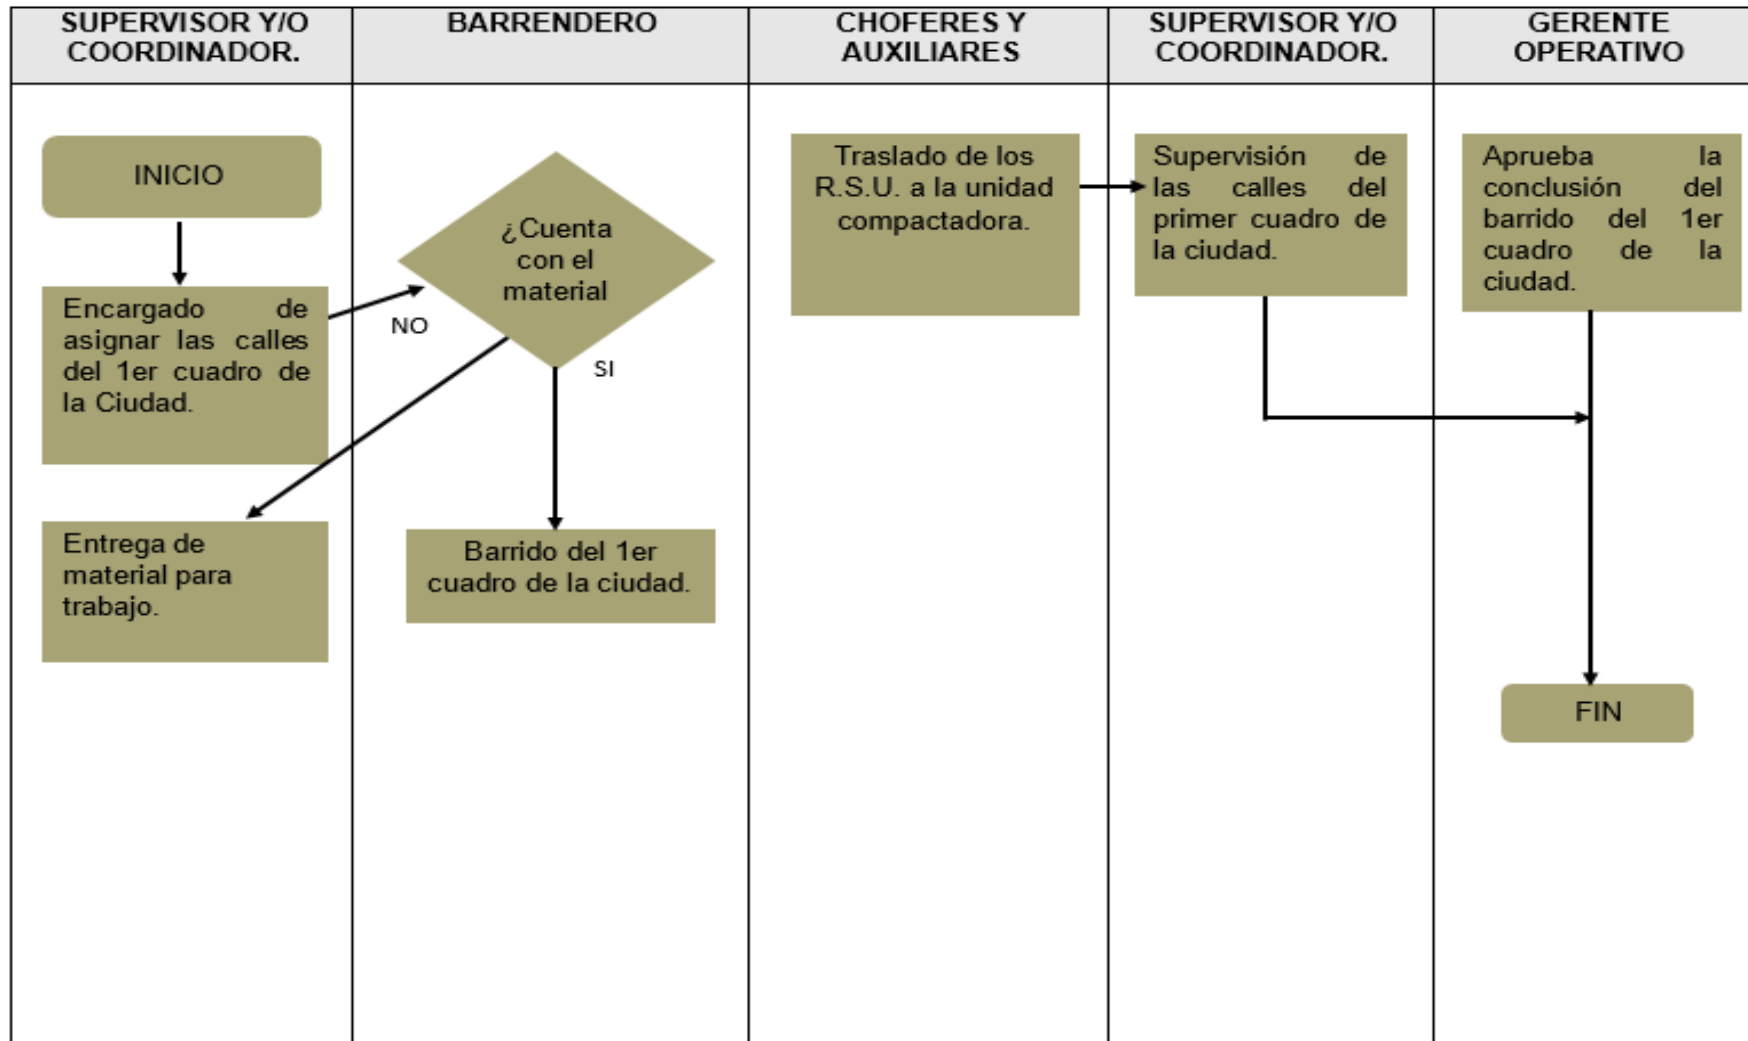 SUPERVISOR Y/O
COORDINADOR.
BARRENDERO
CHOFERES Y
AUXILIARES
SUPERVISOR Y/O
COORDINADOR.
GERENTE
OPERATIVO
INICIO
Encargado de
asignar las calles
del 1er cuadro de
la Ciudad.
Entrega de
material para
trabajo.
¿Cuenta
con el
material
NO
SI
Barrido del 1er
cuadro de la ciudad.
Traslado de los
R.S.U. a la unidad
compactadora.
Supervisión de
las calles del
primer cuadro de
la ciudad.
Aprueba la
conclusión del
barrido del 1er
cuadro de la
ciudad.
FIN